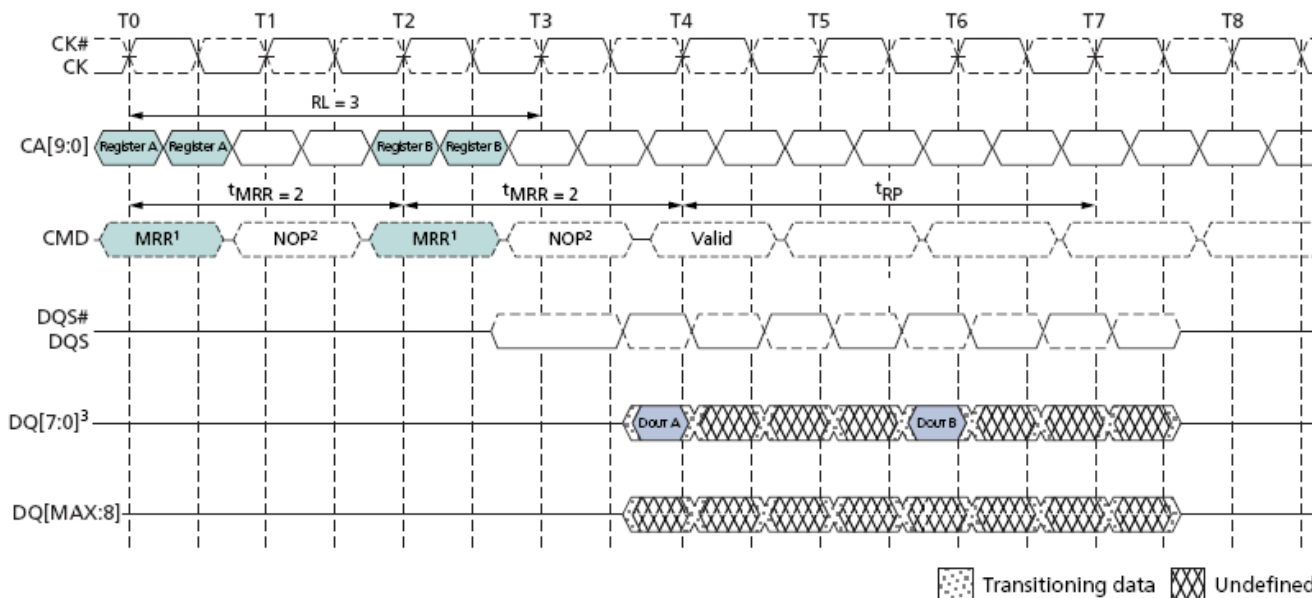 T0 T1 T2 T3 T4 T5 T6 T7 T8
CK#
CK
RL = 3
CA[9:0] Register A Register A Register B Register B
tMRR = 2 tMRR = 2 tRP
CMD MRR1 NOP2 MRR1 NOP2 Valid
DQS#
DQS
DQ[7:0]3 DOUT A DOUT B
DQ[MAX:8]
Transitioning data Undefined